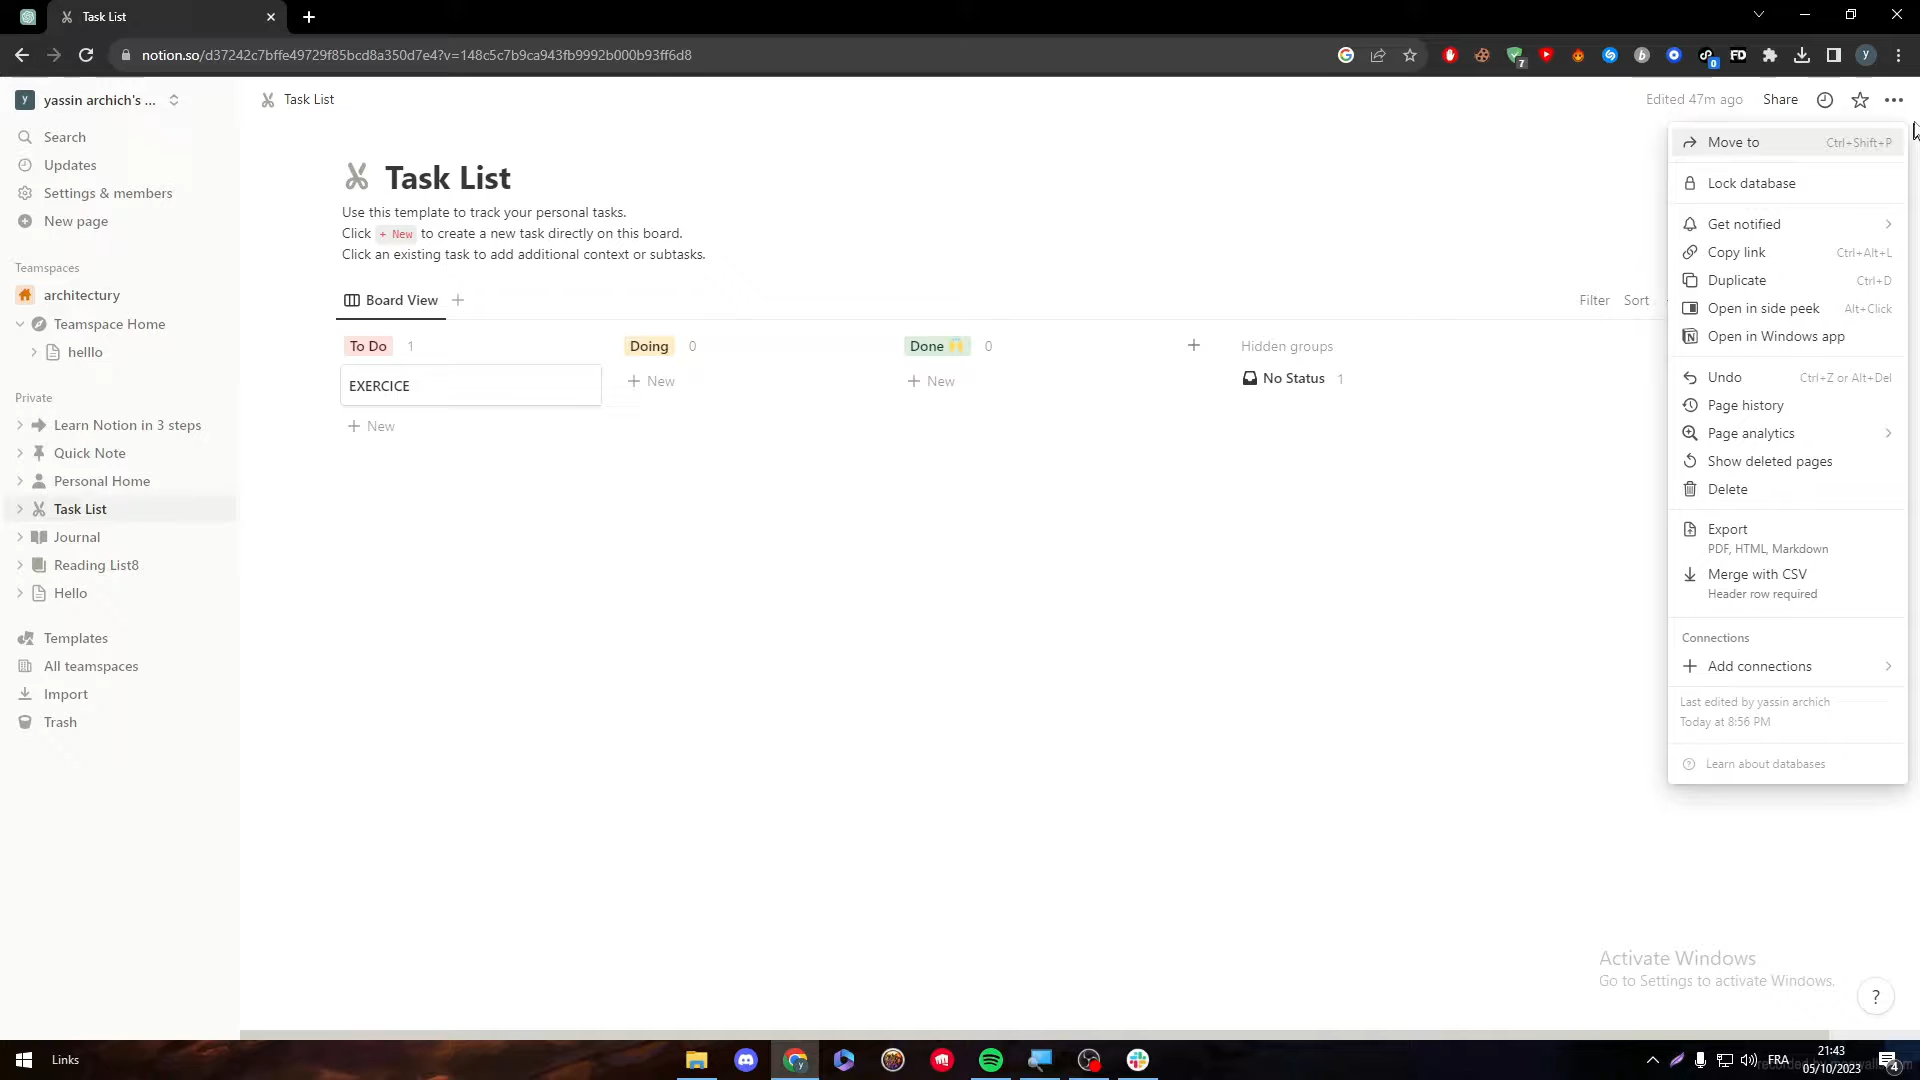 Task List
notion.so/d37242c7bffe49729f85bcd8a350d7e4?v=148c5c7b9ca943fb9992b000b93ff6d8
7
0
FD
y
y
yassin archich's ...
Task List
Edited 47m ago
Share
Search
Updates
Settings & members
New page
Teamspaces
architectury
Teamspace Home
helllo
Private
Learn Notion in 3 steps
Quick Note
Personal Home
Task List
Journal
Reading List8
Hello
Templates
All teamspaces
Import
Trash
Task List
Use this template to track your personal tasks.
Click + New to create a new task directly on this board.
Click an existing task to add additional context or subtasks.
Board View
Filter
Sort
To Do 1
Doing 0
Done 🙌 0
Hidden groups
EXERCICE
+ New
+ New
+ New
No Status 1
Move to Ctrl+Shift+P
Lock database
Get notified
Copy link Ctrl+Alt+L
Duplicate Ctrl+D
Open in side peek Alt+Click
Open in Windows app
Undo Ctrl+Z or Alt+Del
Page history
Page analytics
Show deleted pages
Delete
Export
PDF, HTML, Markdown
Merge with CSV
Header row required
Connections
Add connections
Last edited by yassin archich
Today at 8:56 PM
Learn about databases
Activate Windows
Go to Settings to activate Windows.
?
Links
FRA
21:43
05/10/2023
4